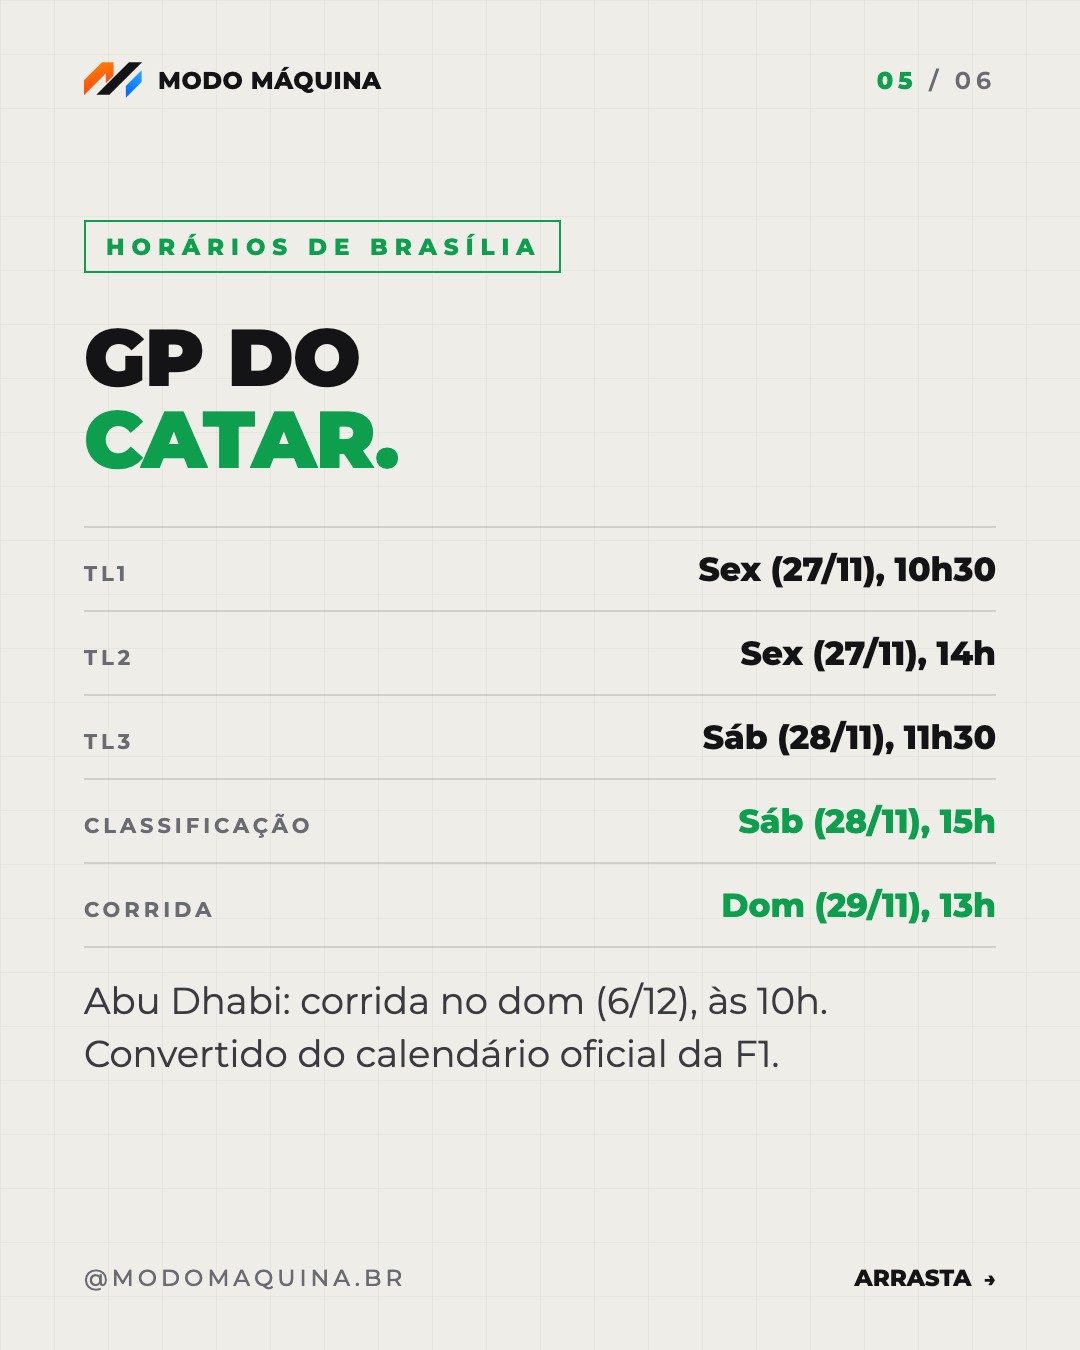 MODO MÁQUINA
05 / 06
HORÁRIOS DE BRASÍLIA
GP DO
CATAR.
TL1 Sex (27/11), 10h30
TL2 Sex (27/11), 14h
TL3 Sáb (28/11), 11h30
CLASSIFICAÇÃO Sáb (28/11), 15h
CORRIDA Dom (29/11), 13h
Abu Dhabi: corrida no dom (6/12), às 10h.
Convertido do calendário oficial da F1.
@MODOMAQUINA.BR
ARRASTA →